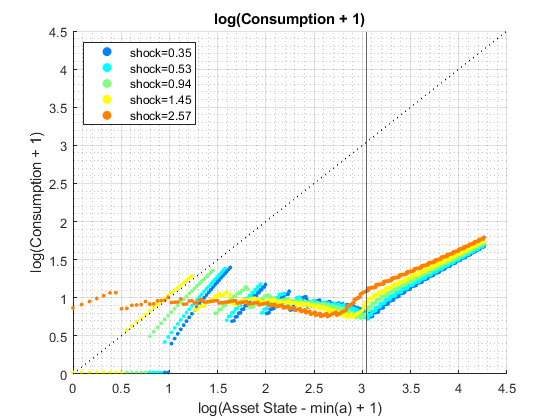 log(Consumption + 1)
4.5
4
3.5
3
2.5
2
1.5
1
0.5
0
log(Consumption + 1)
shock=0.35
shock=0.53
shock=0.94
shock=1.45
shock=2.57
0 0.5 1 1.5 2 2.5 3 3.5 4 4.5
log(Asset State - min(a) + 1)